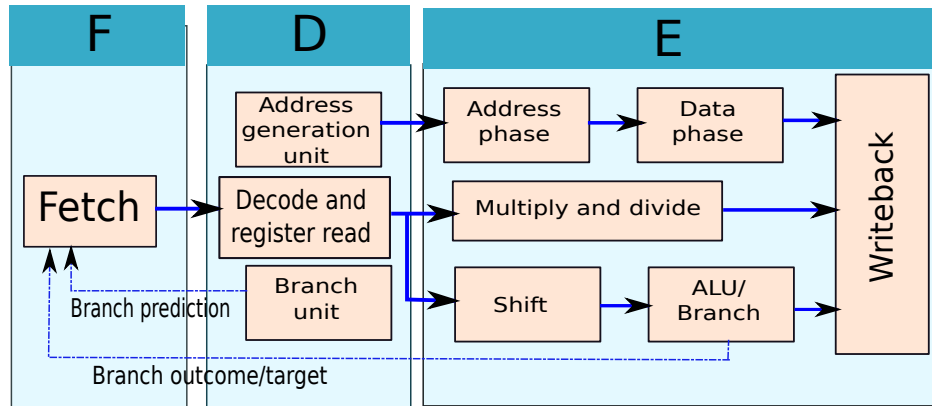 F
D
E
Address
generation
unit
Address
phase
Data
phase
Fetch
Decode and
register read
Multiply and divide
Writeback
Branch
unit
Shift
ALU/
Branch
Branch prediction
Branch outcome/target